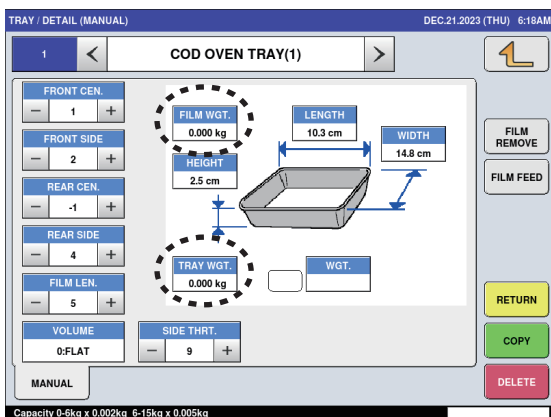 TRAY / DETAIL (MANUAL) DEC.21.2023 (THU) 6:18AM
1 < COD OVEN TRAY(1) >
FRONT CEN.
− 1 +
FRONT SIDE
− 2 +
REAR CEN.
− -1 +
REAR SIDE
− 4 +
FILM LEN.
− 5 +
VOLUME
0:FLAT
SIDE THRT.
− 9 +
FILM WGT.
0.000 kg
LENGTH
10.3 cm
WIDTH
14.8 cm
HEIGHT
2.5 cm
TRAY WGT.
0.000 kg
WGT.
FILM
REMOVE
FILM FEED
RETURN
COPY
DELETE
MANUAL
Capacity 0-6kg x 0.002kg 6-15kg x 0.005kg